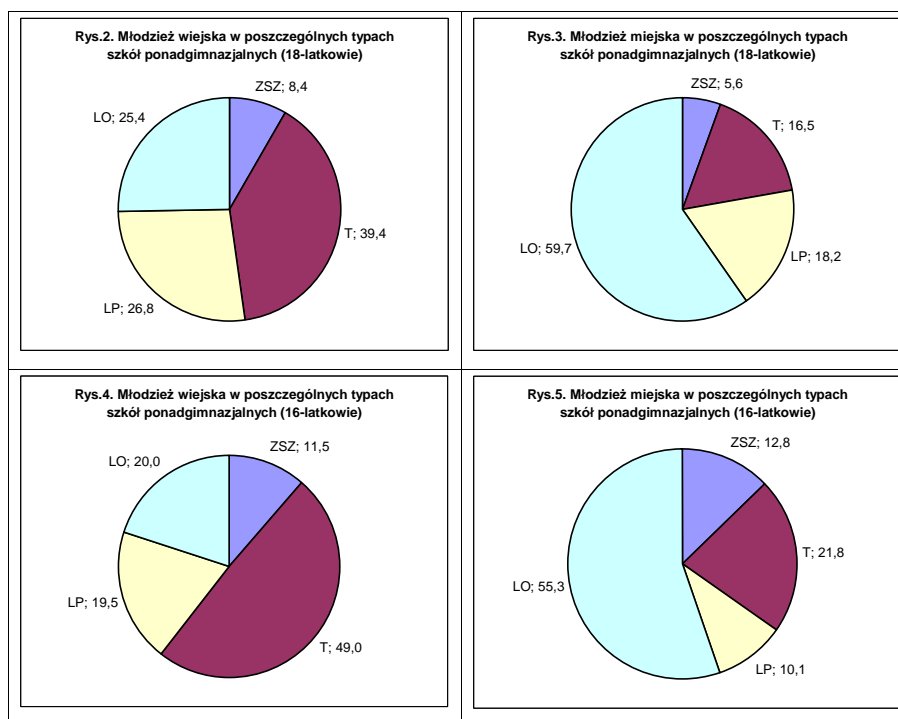 Rys.2. Młodzież wiejska w poszczególnych typach
szkół ponadgimnazjalnych (18-latkowie)
ZSZ; 8,4
LO; 25,4
T; 39,4
LP; 26,8
Rys.3. Młodzież miejska w poszczególnych typach
szkół ponadgimnazjalnych (18-latkowie)
ZSZ; 5,6
T; 16,5
LO; 59,7
LP; 18,2
Rys.4. Młodzież wiejska w poszczególnych typach
szkół ponadgimnazjalnych (16-latkowie)
ZSZ; 11,5
LO; 20,0
LP; 19,5
T; 49,0
Rys.5. Młodzież miejska w poszczególnych typach
szkół ponadgimnazjalnych (16-latkowie)
ZSZ; 12,8
T; 21,8
LO; 55,3
LP; 10,1